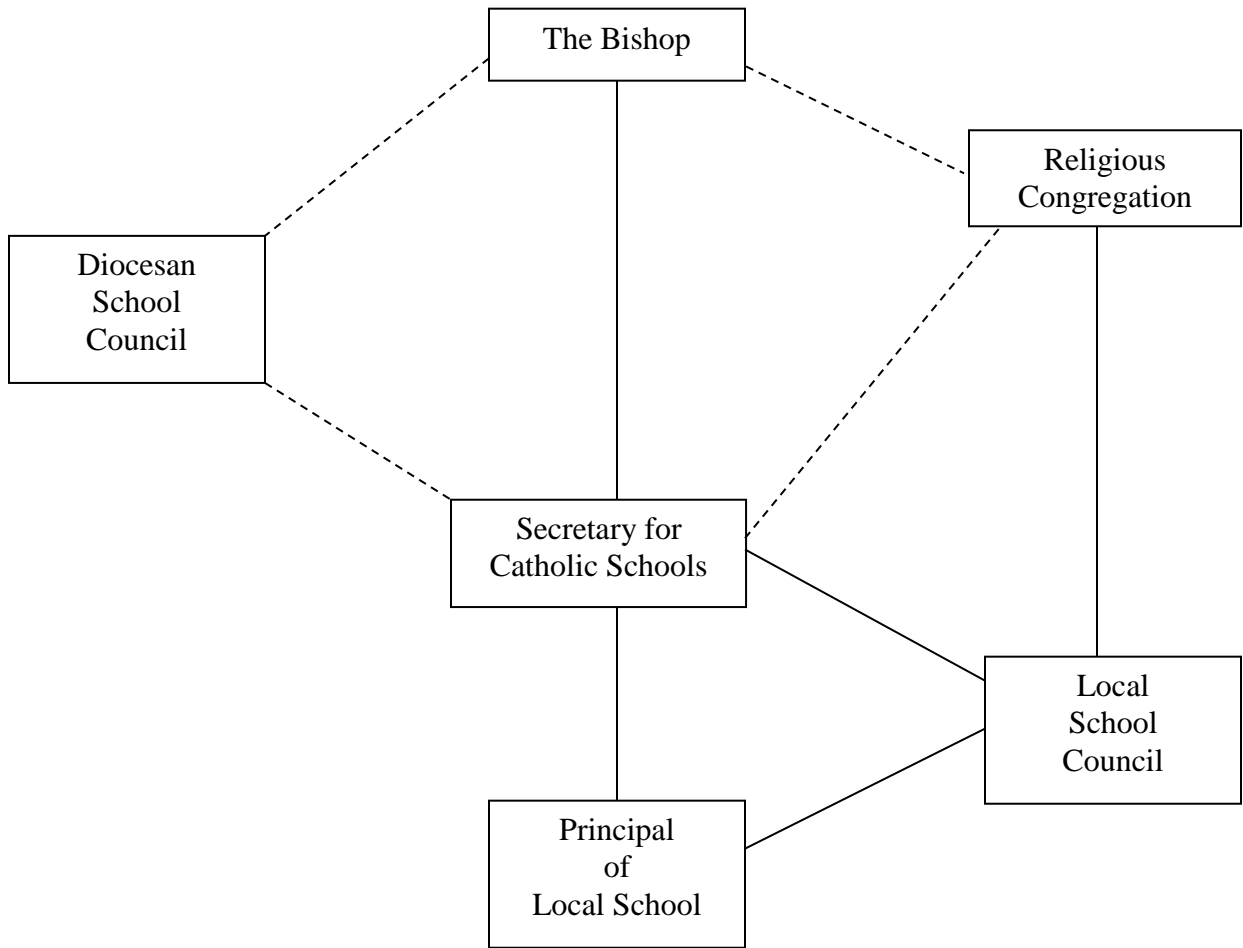 The Bishop
Religious
Congregation
Diocesan
School
Council
Secretary for
Catholic Schools
Local
School
Council
Principal
of
Local School